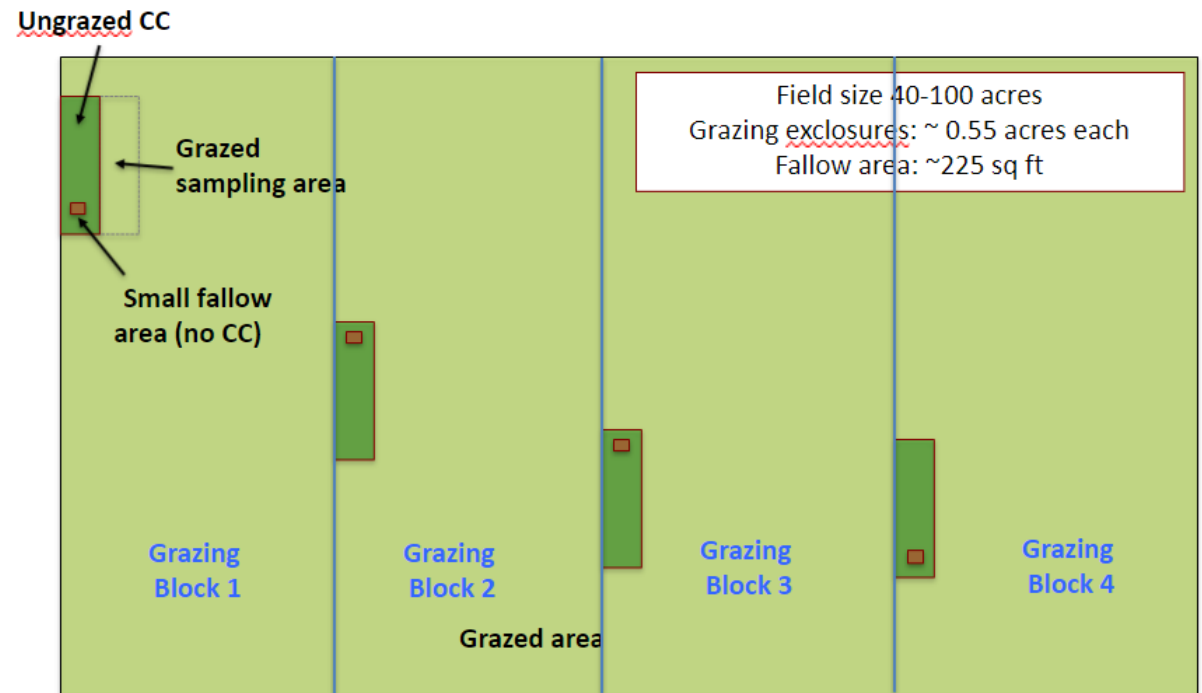 Ungrazed CC
Field size 40-100 acres
Grazing exclosures: ~ 0.55 acres each
Fallow area: ~225 sq ft
Grazed
sampling area
Small fallow
area (no CC)
Grazing
Block 1
Grazing
Block 2
Grazing
Block 3
Grazing
Block 4
Grazed area